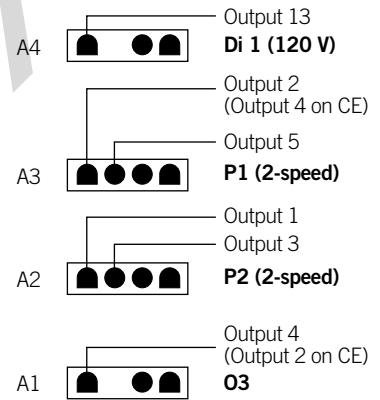 Output 13
A4
Di 1 (120 V)
Output 2
(Output 4 on CE)
Output 5
A3
P1 (2-speed)
Output 1
Output 3
A2
P2 (2-speed)
Output 4
(Output 2 on CE)
A1
O3